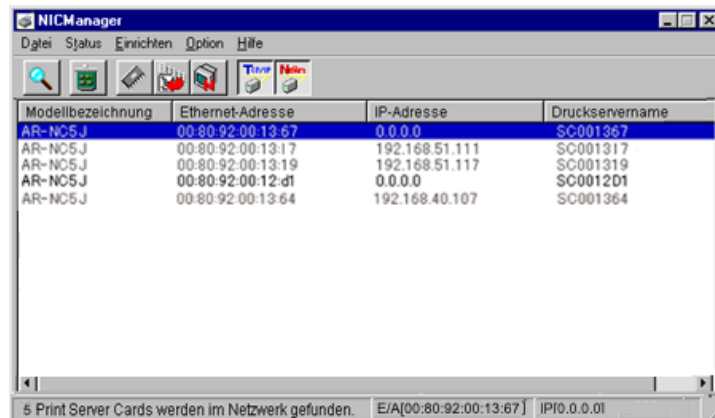 NICManager
Datei Status Einrichten Option Hilfe
Modellbezeichnung Ethernet-Adresse IP-Adresse Druckservername
AR-NC5J 00:80:92:00:13:67 0.0.0.0 SC001367
AR-NC5J 00:80:92:00:13:17 192.168.51.111 SC001317
AR-NC5J 00:80:92:00:13:19 192.168.51.117 SC001319
AR-NC5J 00:80:92:00:12:d1 0.0.0.0 SC0012D1
AR-NC5J 00:80:92:00:13:64 192.168.40.107 SC001364
5 Print Server Cards werden im Netzwerk gefunden. E/A[00:80:92:00:13:67] IP[0.0.0.0]